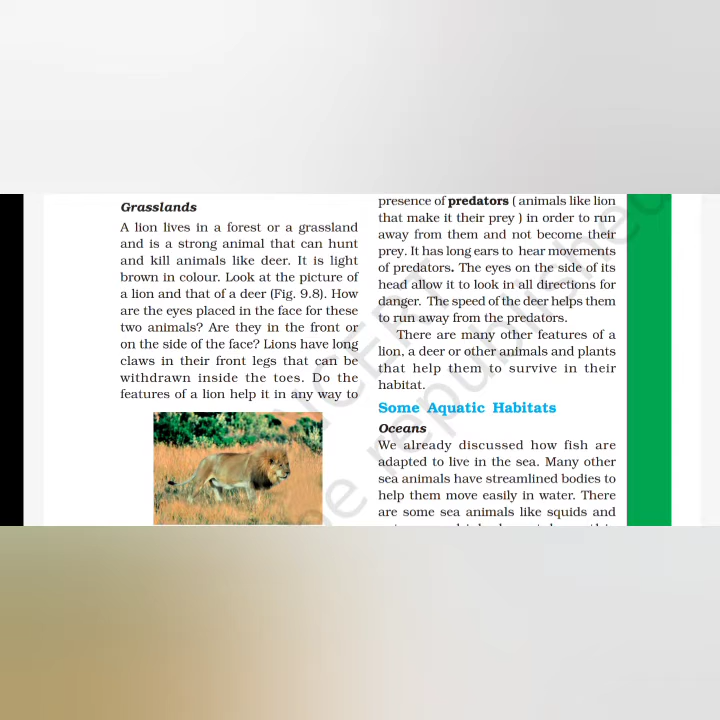 Grasslands
A lion lives in a forest or a grassland
and is a strong animal that can hunt
and kill animals like deer. It is light
brown in colour. Look at the picture of
a lion and that of a deer (Fig. 9.8). How
are the eyes placed in the face for these
two animals? Are they in the front or
on the side of the face? Lions have long
claws in their front legs that can be
withdrawn inside the toes. Do the
features of a lion help it in any way to
presence of predators ( animals like lion
that make it their prey ) in order to run
away from them and not become their
prey. It has long ears to hear movements
of predators. The eyes on the side of its
head allow it to look in all directions for
danger. The speed of the deer helps them
to run away from the predators.
There are many other features of a
lion, a deer or other animals and plants
that help them to survive in their
habitat.
Some Aquatic Habitats
Oceans
We already discussed how fish are
adapted to live in the sea. Many other
sea animals have streamlined bodies to
help them move easily in water. There
are some sea animals like squids and
NCERT
be republished